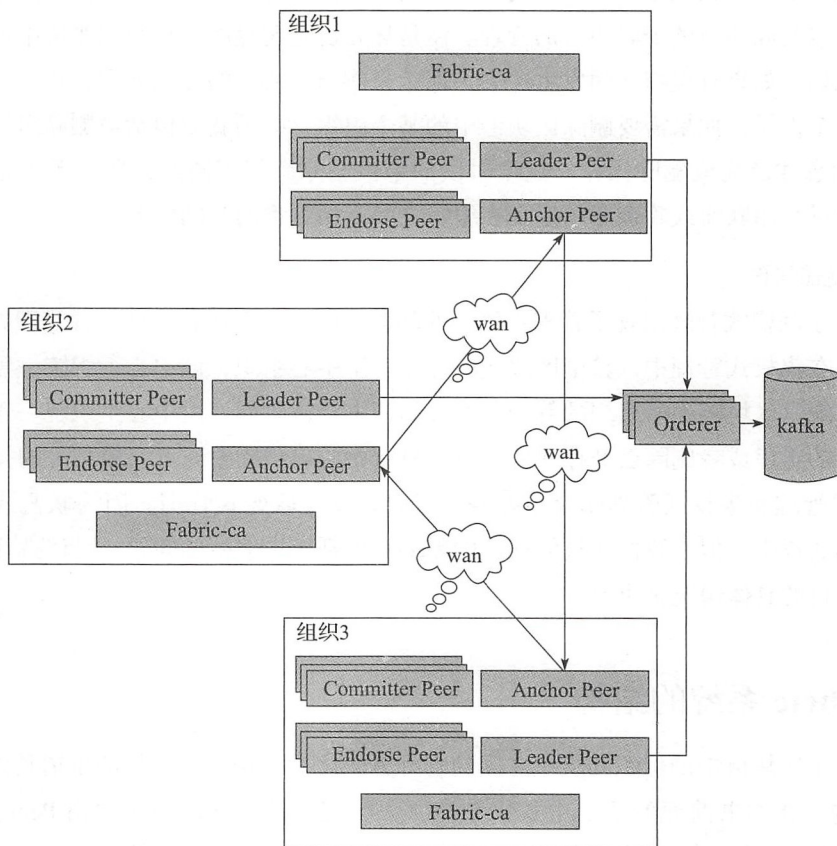 组织1
Fabric-ca
Committer Peer
Leader Peer
Endorse Peer
Anchor Peer
wan
组织2
Committer Peer
Leader Peer
Endorse Peer
Anchor Peer
Fabric-ca
Orderer
kafka
wan
wan
组织3
Committer Peer
Anchor Peer
Endorse Peer
Leader Peer
Fabric-ca